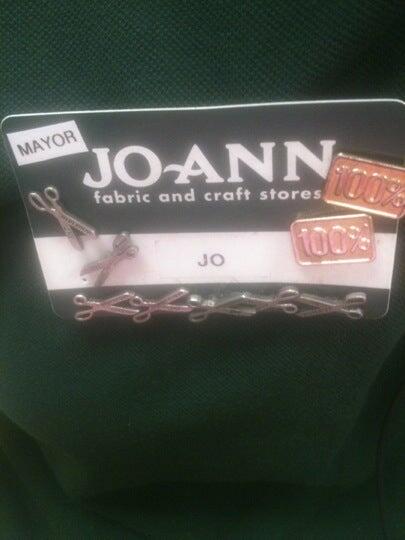 MAYOR
JO-ANN
fabric and craft stores
100%
100%
JO